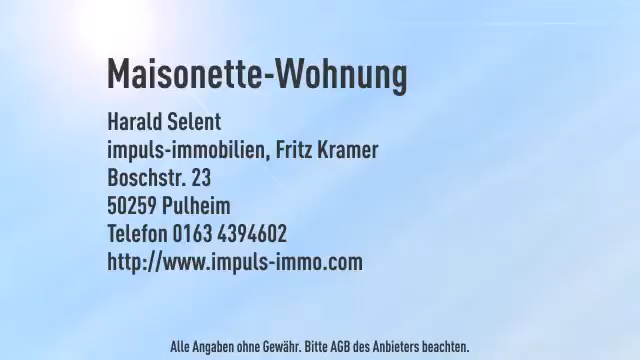 Maisonette-Wohnung
Harald Selent
impuls-immobilien, Fritz Kramer
Boschstr. 23
50259 Pulheim
Telefon 0163 4394602
http://www.impuls-immo.com
Alle Angaben ohne Gewähr. Bitte AGB des Anbieters beachten.